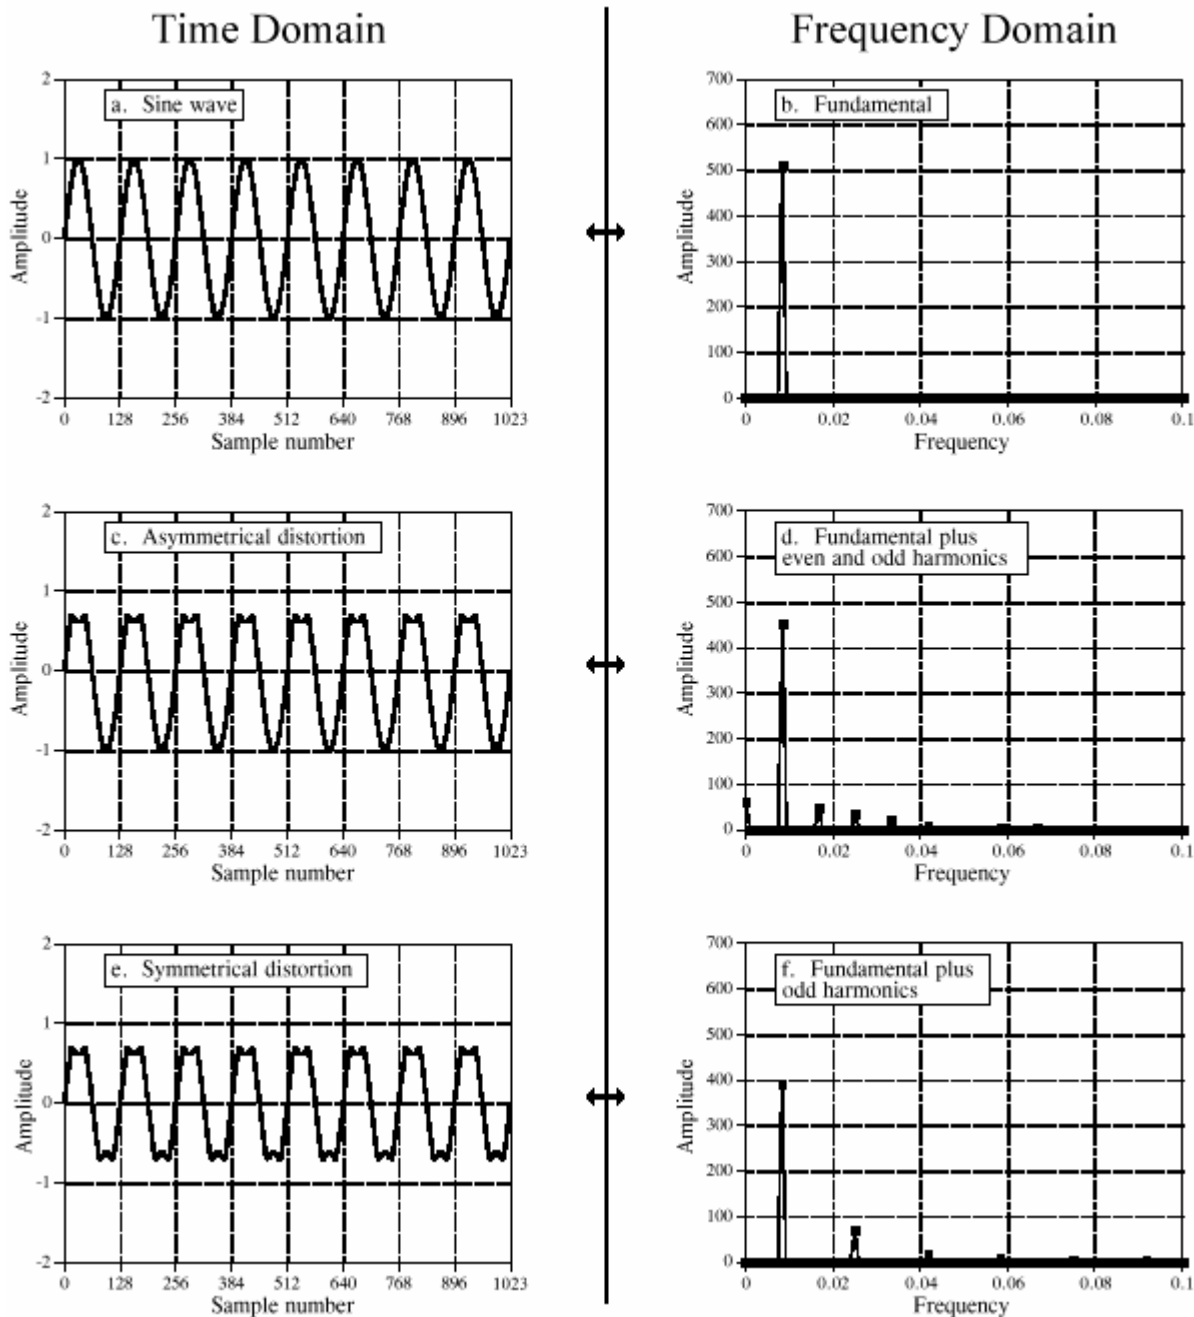 Time Domain
Frequency Domain
2
1
0
-1
-2
Amplitude
a. Sine wave
0 128 256 384 512 640 768 896 1023
Sample number
700
600
500
400
300
200
100
0
Amplitude
b. Fundamental
0 0.02 0.04 0.06 0.08 0.1
Frequency
2
1
0
-1
-2
Amplitude
c. Asymmetrical distortion
0 128 256 384 512 640 768 896 1023
Sample number
700
600
500
400
300
200
100
0
Amplitude
d. Fundamental plus
even and odd harmonics
0 0.02 0.04 0.06 0.08 0.1
Frequency
2
1
0
-1
-2
Amplitude
e. Symmetrical distortion
0 128 256 384 512 640 768 896 1023
Sample number
700
600
500
400
300
200
100
0
Amplitude
f. Fundamental plus
odd harmonics
0 0.02 0.04 0.06 0.08 0.1
Frequency